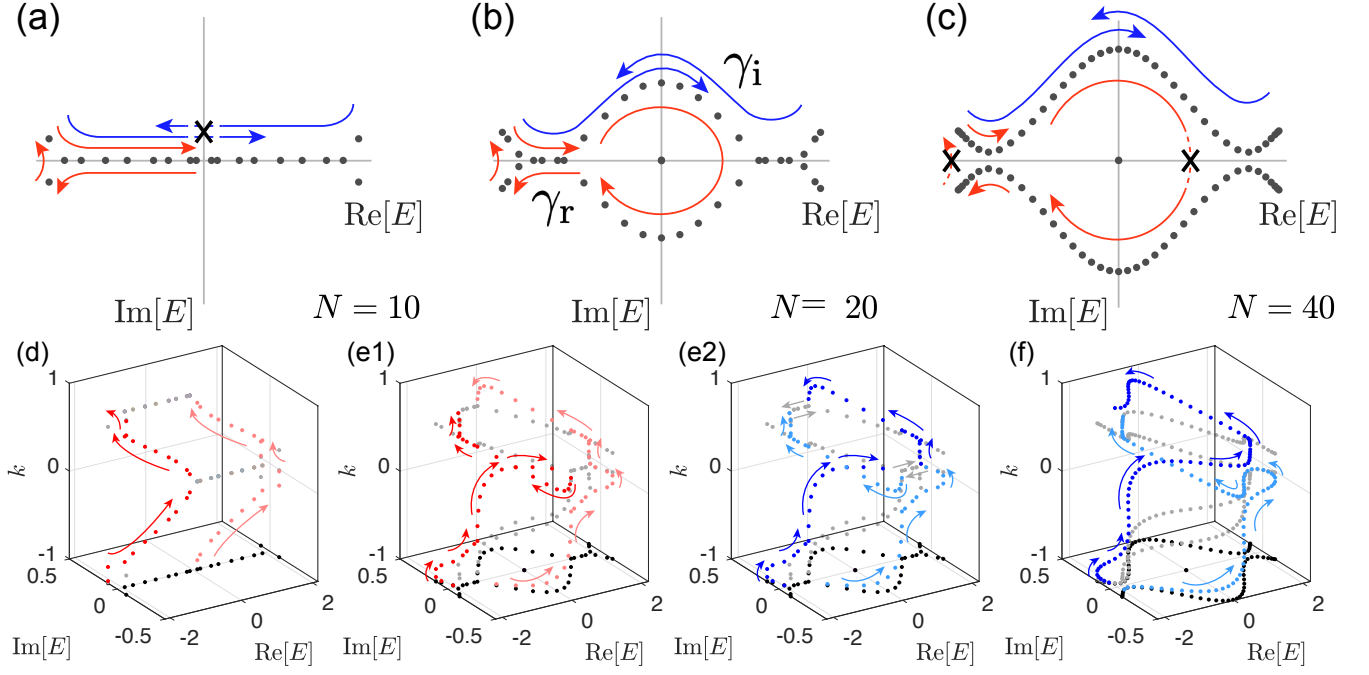 (a)
(b)
(c)
γi
γr
Re[E]
Re[E]
Re[E]
Im[E]
Im[E]
Im[E]
N = 10
N = 20
N = 40
(d)
(e1)
(e2)
(f)
1
0
-1
k
0.5
0
-0.5
Im[E]
-2
0
2
Re[E]
1
0
-1
k
0.5
0
-0.5
Im[E]
-2
0
2
Re[E]
1
0
-1
k
0.5
0
-0.5
Im[E]
-2
0
2
Re[E]
1
0
-1
k
0.5
0
-0.5
Im[E]
-2
0
2
Re[E]